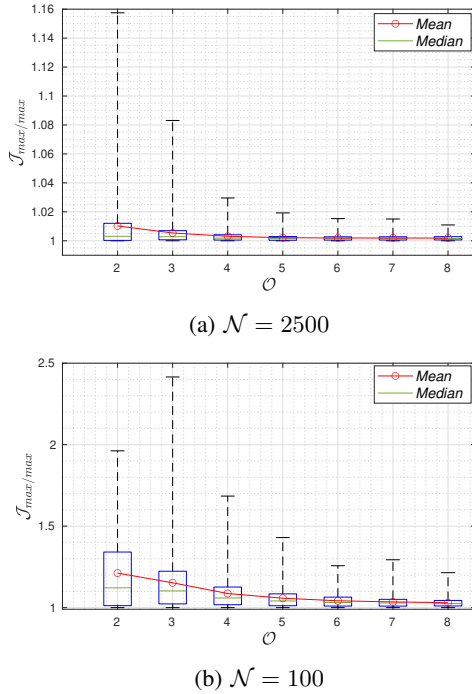 1.16
1.14
1.12
1.1
1.08
1.06
1.04
1.02
1
𝒥max/max
Mean
Median
2 3 4 5 6 7 8
𝒪
(a) 𝒩 = 2500
2.5
2
1.5
1
𝒥max/max
Mean
Median
2 3 4 5 6 7 8
𝒪
(b) 𝒩 = 100